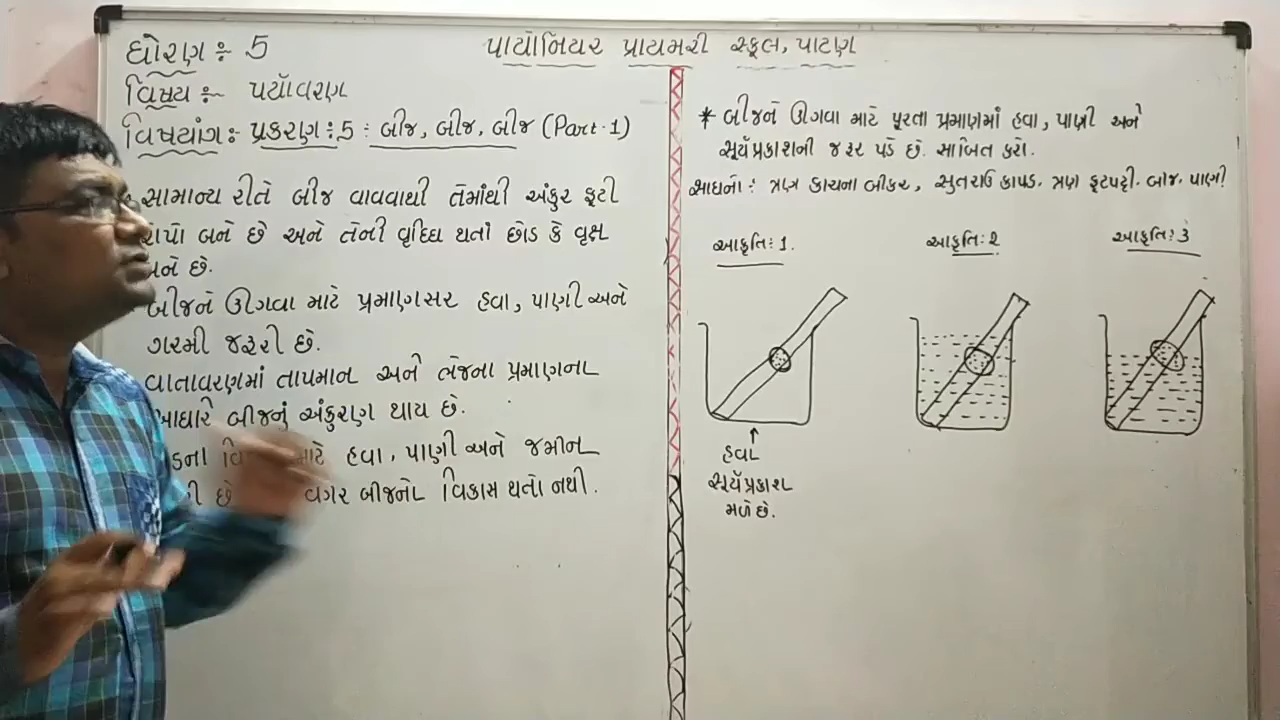 ધોરણ ઃ 5
પાયોનિયર પ્રાયમરી સ્કૂલ, પાટણ
વિષય ઃ પર્યાવરણ
વિષયાંગ ઃ પ્રકરણ ઃ 5 ઃ બીજ, બીજ, બીજ (Part-1)
સામાન્ય રીતે બીજ વાવવાથી તેમાંથી અંકુર ફૂટી
બને છે અને તેની વૃદ્ધિ થતાં છોડ કે વૃક્ષ
છે.
બીજને ઊગવા માટે પ્રમાણસર હવા, પાણી અને
ગરમી જરૂરી છે.
વાતાવરણમાં તાપમાન અને ભેજના પ્રમાણના
આધારે બીજનું અંકુરણ થાય છે.
માટે હવા, પાણી અને જમીન
છે વગર બીજનો વિકાસ થતો નથી.
* બીજને ઊગવા માટે પૂરતા પ્રમાણમાં હવા, પાણી અને
સૂર્યપ્રકાશની જરૂર પડે છે. સાબિત કરો.
સાધનો : ત્રણ કાચના બીકર, સુતરાઉ કાપડ, ત્રણ ફૂટપટ્ટી, બીજ, પાણી
આકૃતિઃ 1.
આકૃતિઃ ૨
આકૃતિઃ ૩
હવા
સૂર્યપ્રકાશ
મળે છે.